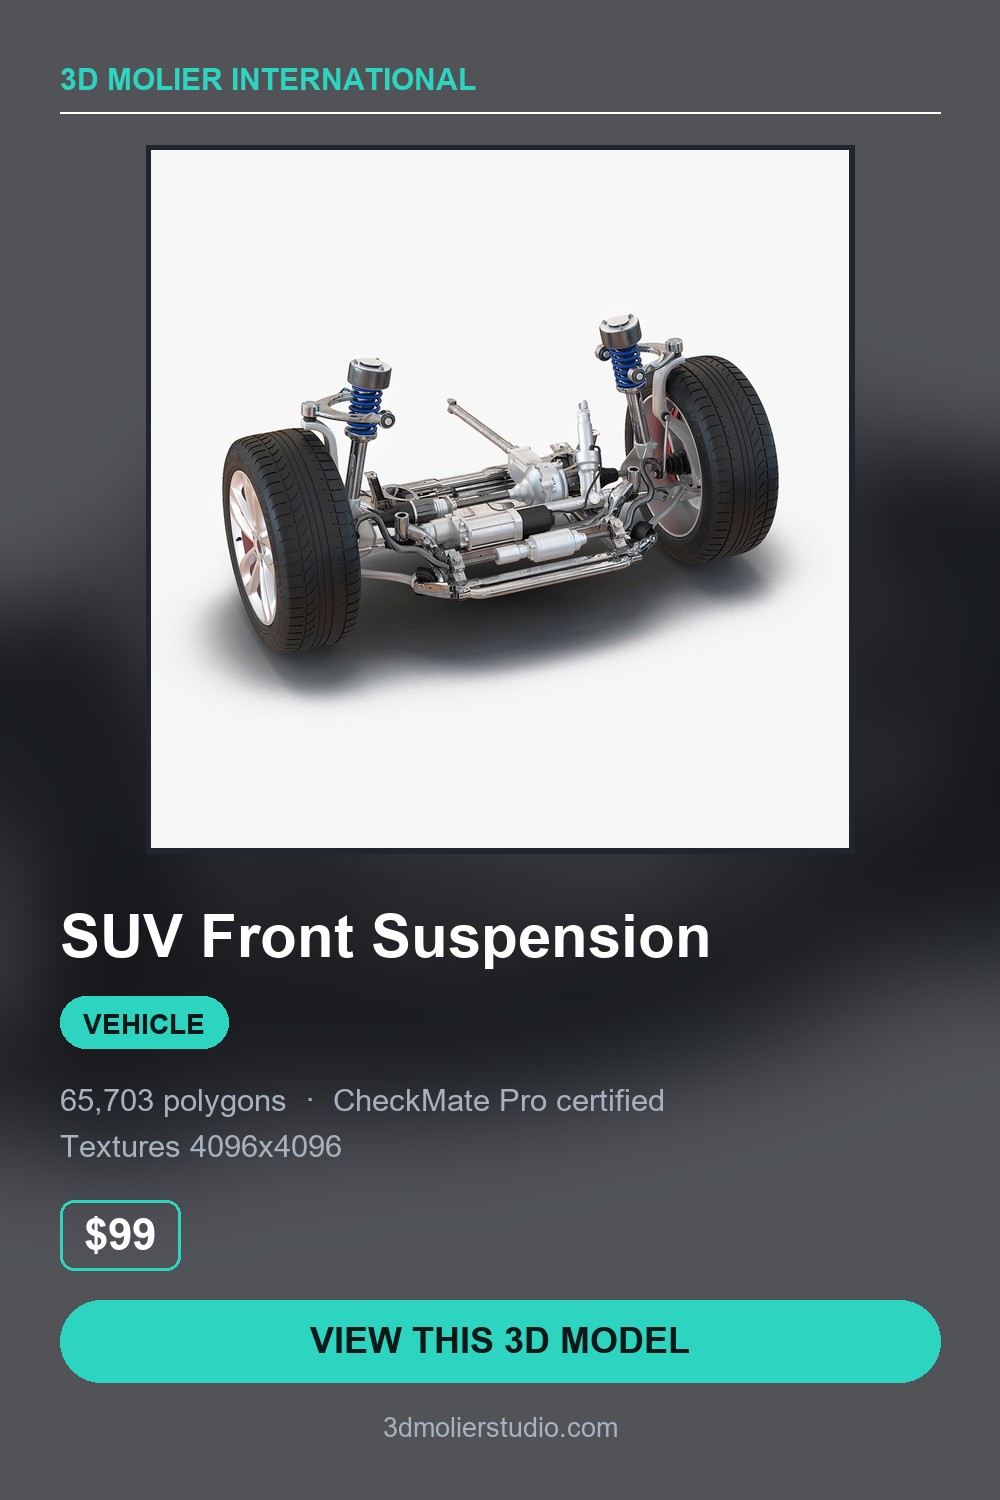 3D MOLIER INTERNATIONAL
SUV Front Suspension
VEHICLE
65,703 polygons · CheckMate Pro certified
Textures 4096x4096
$99
VIEW THIS 3D MODEL
3dmolierstudio.com